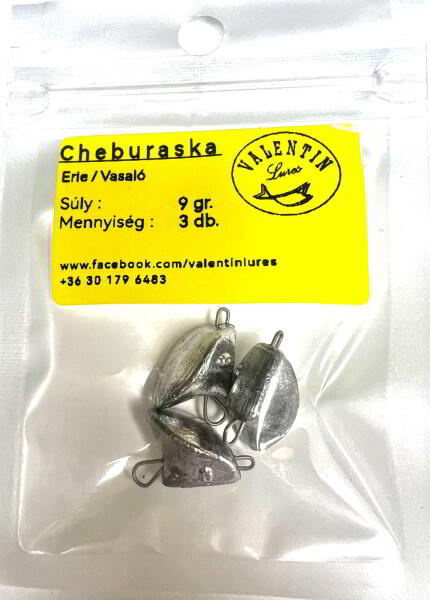 Cheburaska
Erie / Vasaló
Súly : 9 gr.
Mennyiség : 3 db.
www.facebook.com/valentinlures
+36 30 179 6483
VALENTIN
Lures